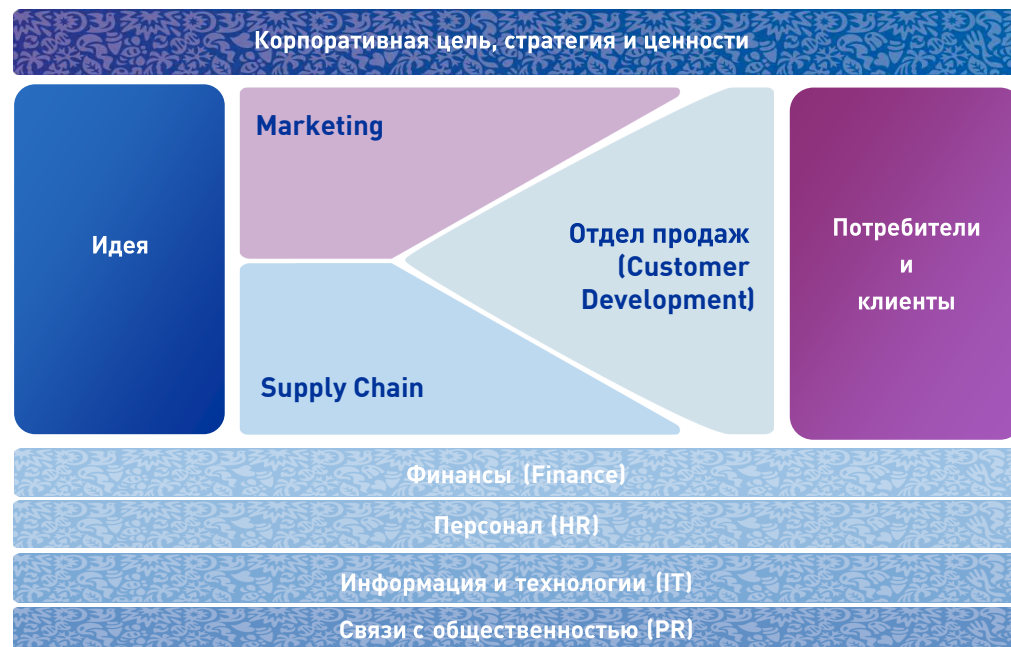 Корпоративная цель, стратегия и ценности
Идея
Marketing
Supply Chain
Отдел продаж
(Customer
Development)
Потребители
и
клиенты
Финансы (Finance)
Персонал (HR)
Информация и технологии (IT)
Связи с общественностью (PR)